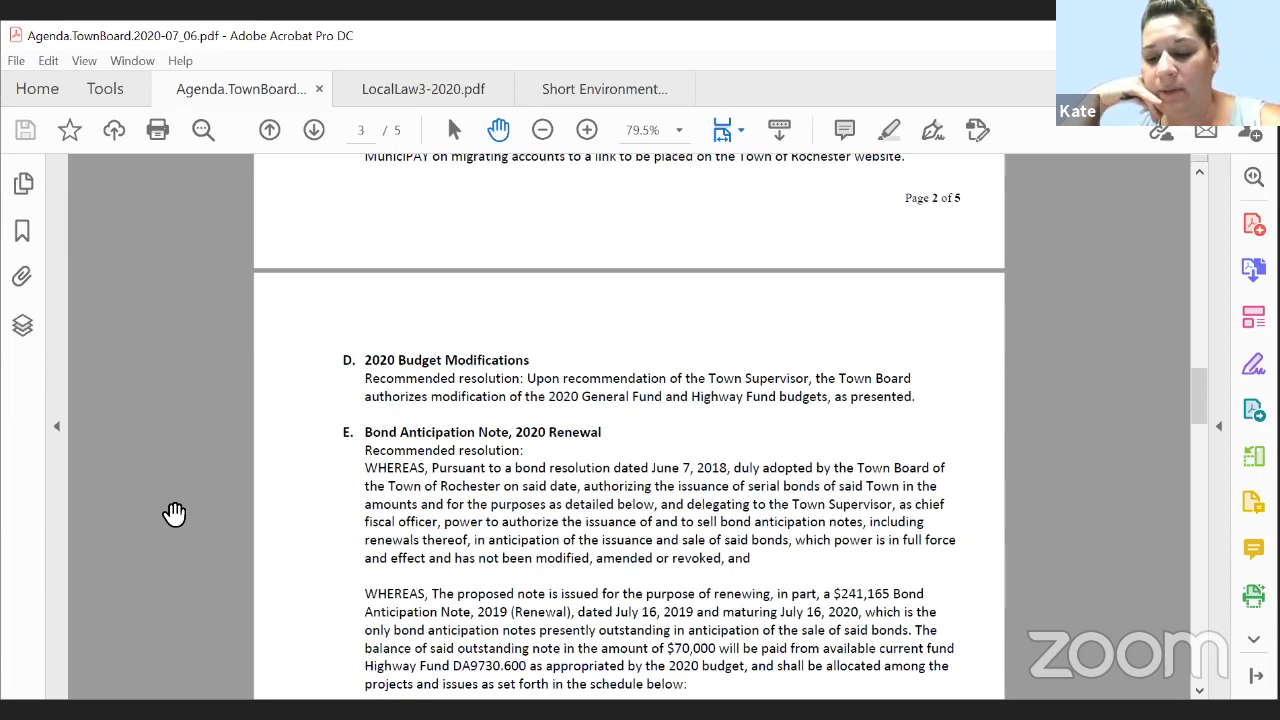 Agenda.TownBoard.2020-07_06.pdf - Adobe Acrobat Pro DC
File Edit View Window Help
Home Tools Agenda.TownBoard... × LocalLaw3-2020.pdf Short Environment...
3 / 5 79.5%
Kate
MuniciPAY on migrating accounts to a link to be placed on the Town of Rochester website.
Page 2 of 5
D. 2020 Budget Modifications
Recommended resolution: Upon recommendation of the Town Supervisor, the Town Board
authorizes modification of the 2020 General Fund and Highway Fund budgets, as presented.
E. Bond Anticipation Note, 2020 Renewal
Recommended resolution:
WHEREAS, Pursuant to a bond resolution dated June 7, 2018, duly adopted by the Town Board of
the Town of Rochester on said date, authorizing the issuance of serial bonds of said Town in the
amounts and for the purposes as detailed below, and delegating to the Town Supervisor, as chief
fiscal officer, power to authorize the issuance of and to sell bond anticipation notes, including
renewals thereof, in anticipation of the issuance and sale of said bonds, which power is in full force
and effect and has not been modified, amended or revoked, and
WHEREAS, The proposed note is issued for the purpose of renewing, in part, a $241,165 Bond
Anticipation Note, 2019 (Renewal), dated July 16, 2019 and maturing July 16, 2020, which is the
only bond anticipation notes presently outstanding in anticipation of the sale of said bonds. The
balance of said outstanding note in the amount of $70,000 will be paid from available current fund
Highway Fund DA9730.600 as appropriated by the 2020 budget, and shall be allocated among the
projects and issues as set forth in the schedule below:
zoom